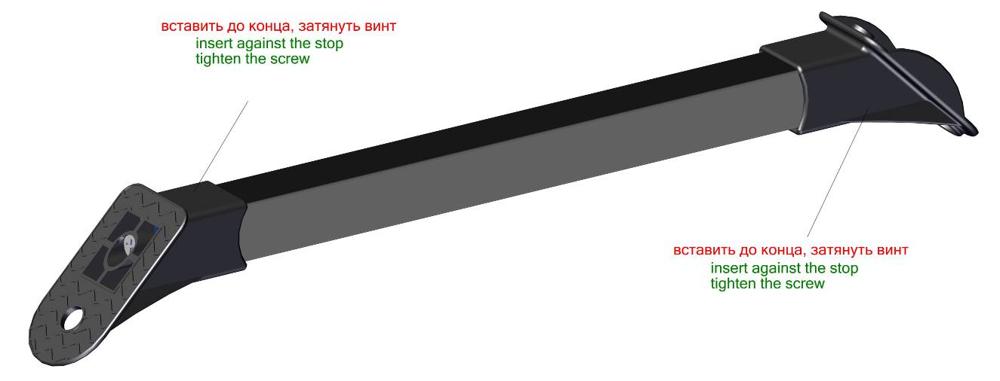 вставить до конца, затянуть винт
insert against the stop
tighten the screw
вставить до конца, затянуть винт
insert against the stop
tighten the screw